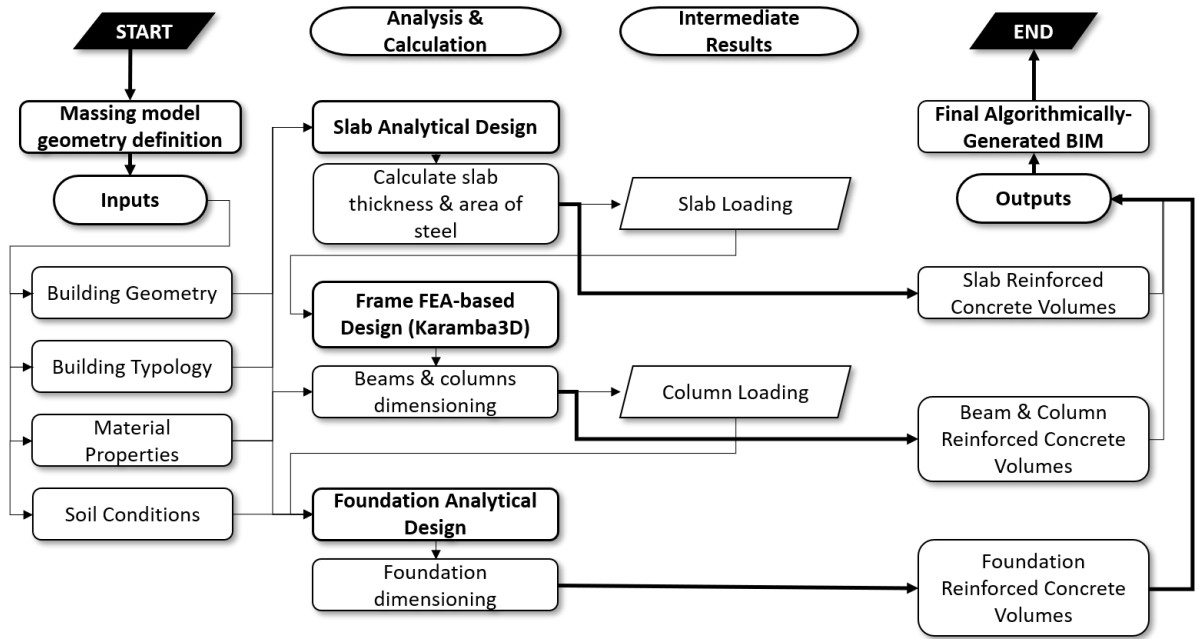 START
Analysis &
Calculation
Intermediate
Results
END
Massing model
geometry definition
Inputs
Building Geometry
Building Typology
Material
Properties
Soil Conditions
Slab Analytical Design
Calculate slab
thickness & area of
steel
Frame FEA-based
Design (Karamba3D)
Beams & columns
dimensioning
Foundation Analytical
Design
Foundation
dimensioning
Slab Loading
Column Loading
Final Algorithmically-
Generated BIM
Outputs
Slab Reinforced
Concrete Volumes
Beam & Column
Reinforced Concrete
Volumes
Foundation
Reinforced Concrete
Volumes